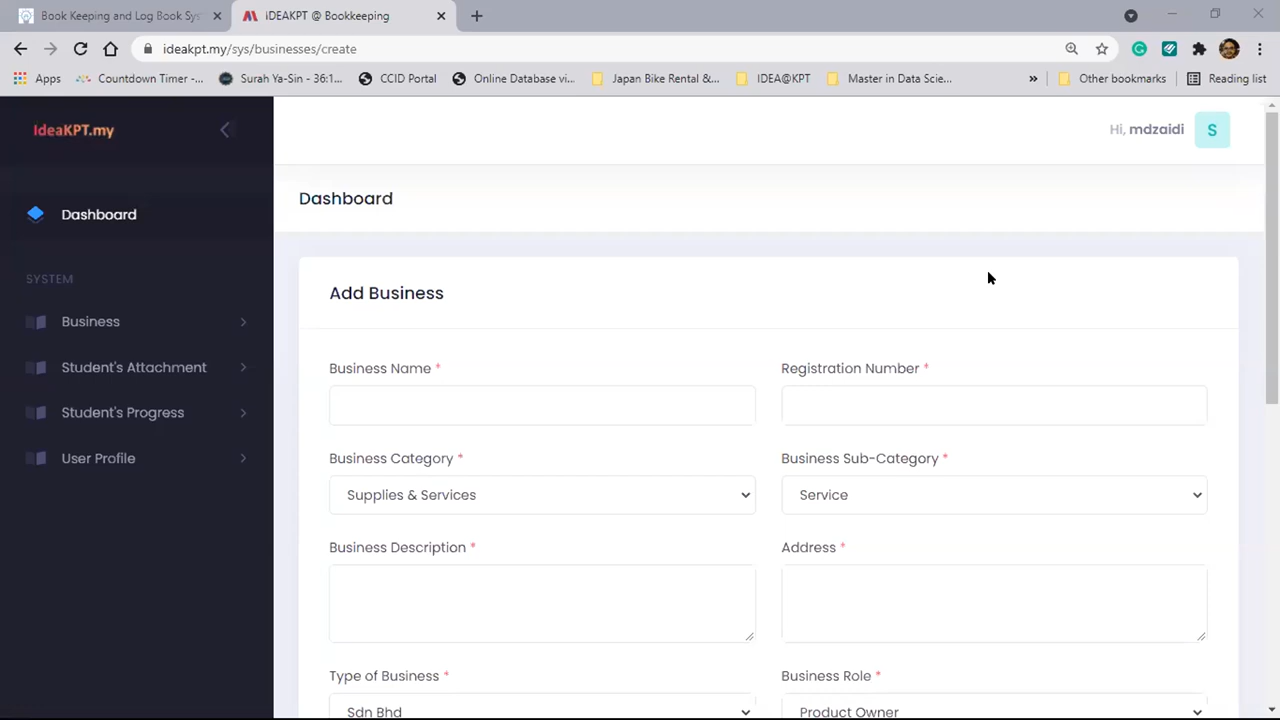 Book Keeping and Log Book Sys
iDEAKPT @ Bookkeeping
ideakpt.my/sys/businesses/create
Apps
Countdown Timer -...
Surah Ya-Sin - 36:1...
CCID Portal
Online Database vi...
Japan Bike Rental &...
IDEA@KPT
Master in Data Scie...
»
Other bookmarks
Reading list
IdeaKPT.my
Hi, mdzaidi
S
Dashboard
Dashboard
SYSTEM
Business
Student's Attachment
Student's Progress
User Profile
Add Business
Business Name *
Registration Number *
Business Category *
Business Sub-Category *
Supplies & Services
Service
Business Description *
Address *
Type of Business *
Business Role *
Sdn Bhd
Product Owner